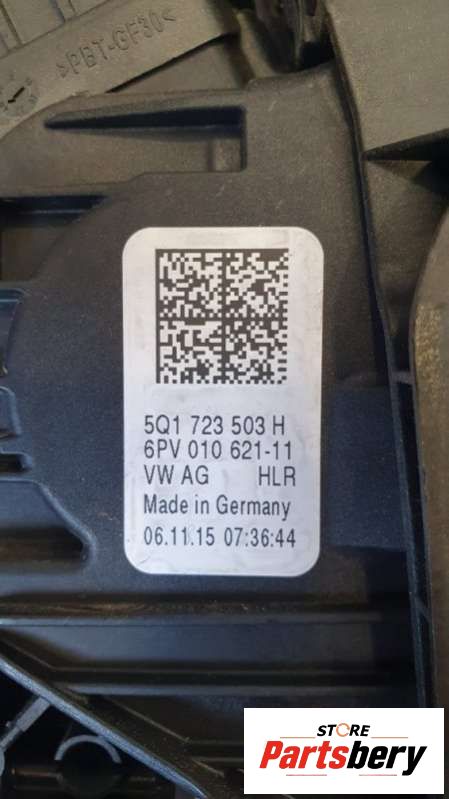 >PBT-GF30<
5Q1 723 503 H
6PV 010 621-11
VW AG HLR
Made in Germany
06.11.15 07:36:44
STORE
Partsbery